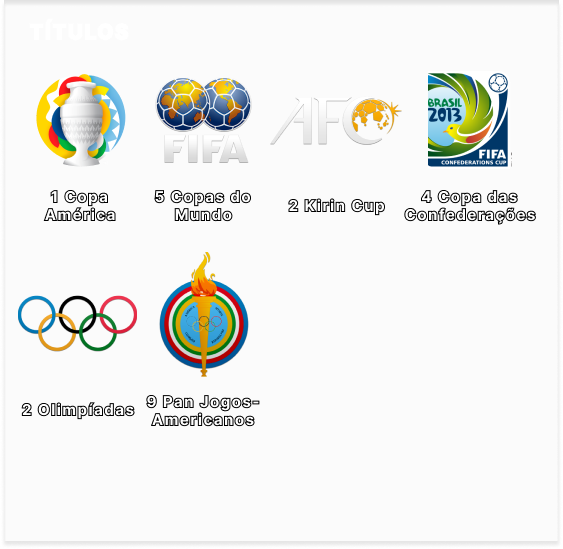 TÍTULOS
FIFA
AFC
BRASIL
2013
FIFA
CONFEDERATIONS CUP
1 Copa
América
5 Copas do
Mundo
2 Kirin Cup
4 Copa das
Confederações
2 Olimpíadas
9 Pan Jogos-
Americanos